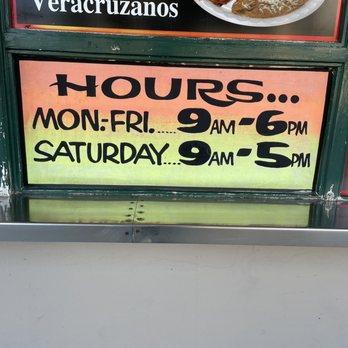 Veracruzanos
HOURS...
MON.-FRI. ..... 9AM - 6PM
SATURDAY .... 9AM - 5PM